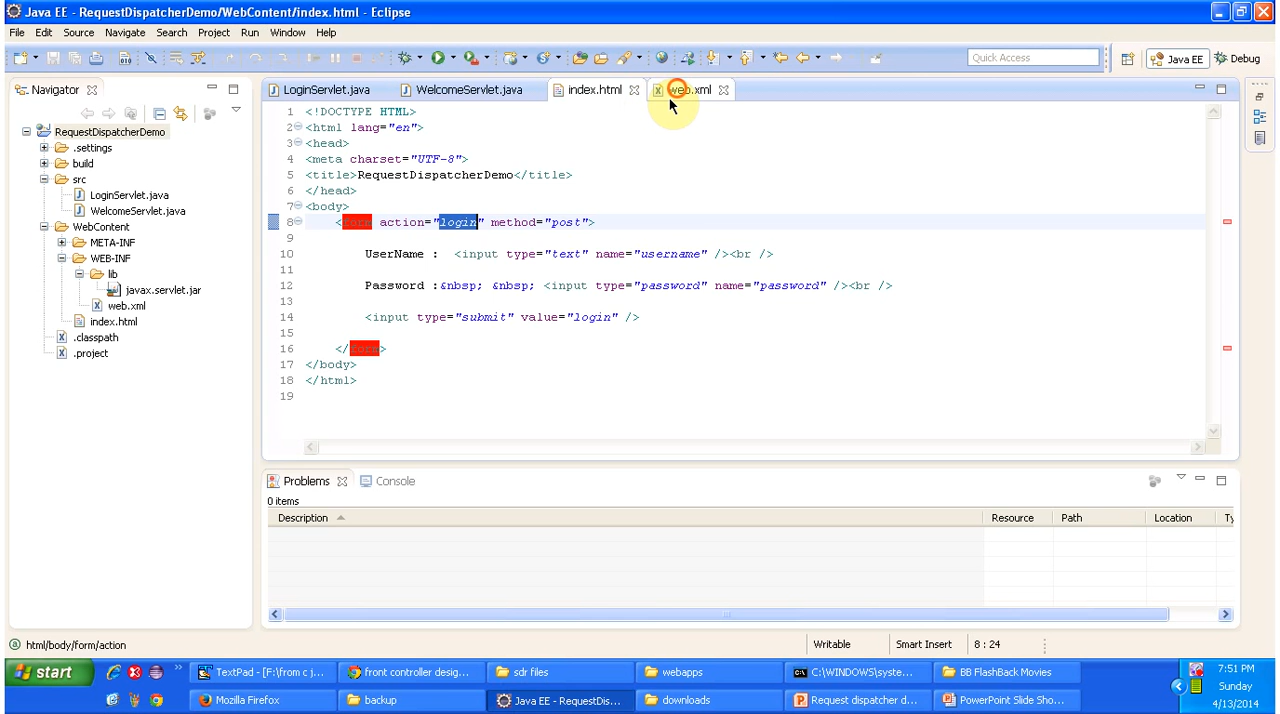 Java EE - RequestDispatcherDemo/WebContent/index.html - Eclipse
File Edit Source Navigate Search Project Run Window Help
Quick Access
Java EE
Debug
Navigator
LoginServlet.java
WelcomeServlet.java
index.html
web.xml
RequestDispatcherDemo
.settings
build
src
LoginServlet.java
WelcomeServlet.java
WebContent
META-INF
WEB-INF
lib
javax.servlet.jar
web.xml
index.html
.classpath
.project
1 <!DOCTYPE HTML>
2 <html lang="en">
3 <head>
4 <meta charset="UTF-8">
5 <title>RequestDispatcherDemo</title>
6 </head>
7 <body>
8 <form action="login" method="post">
9
10 UserName : <input type="text" name="username" /><br />
11
12 Password :&nbsp; &nbsp; <input type="password" name="password" /><br />
13
14 <input type="submit" value="login" />
15
16 </form>
17 </body>
18 </html>
19
Problems
Console
0 items
Description Resource Path Location Ty
html/body/form/action
Writable
Smart Insert
8 : 24
start
TextPad - [F:\from c j...
front controller desig...
sdr files
webapps
C:\WINDOWS\syste...
BB FlashBack Movies
Mozilla Firefox
backup
Java EE - RequestDis...
downloads
Request dispatcher d...
PowerPoint Slide Sho...
7:51 PM
Sunday
4/13/2014